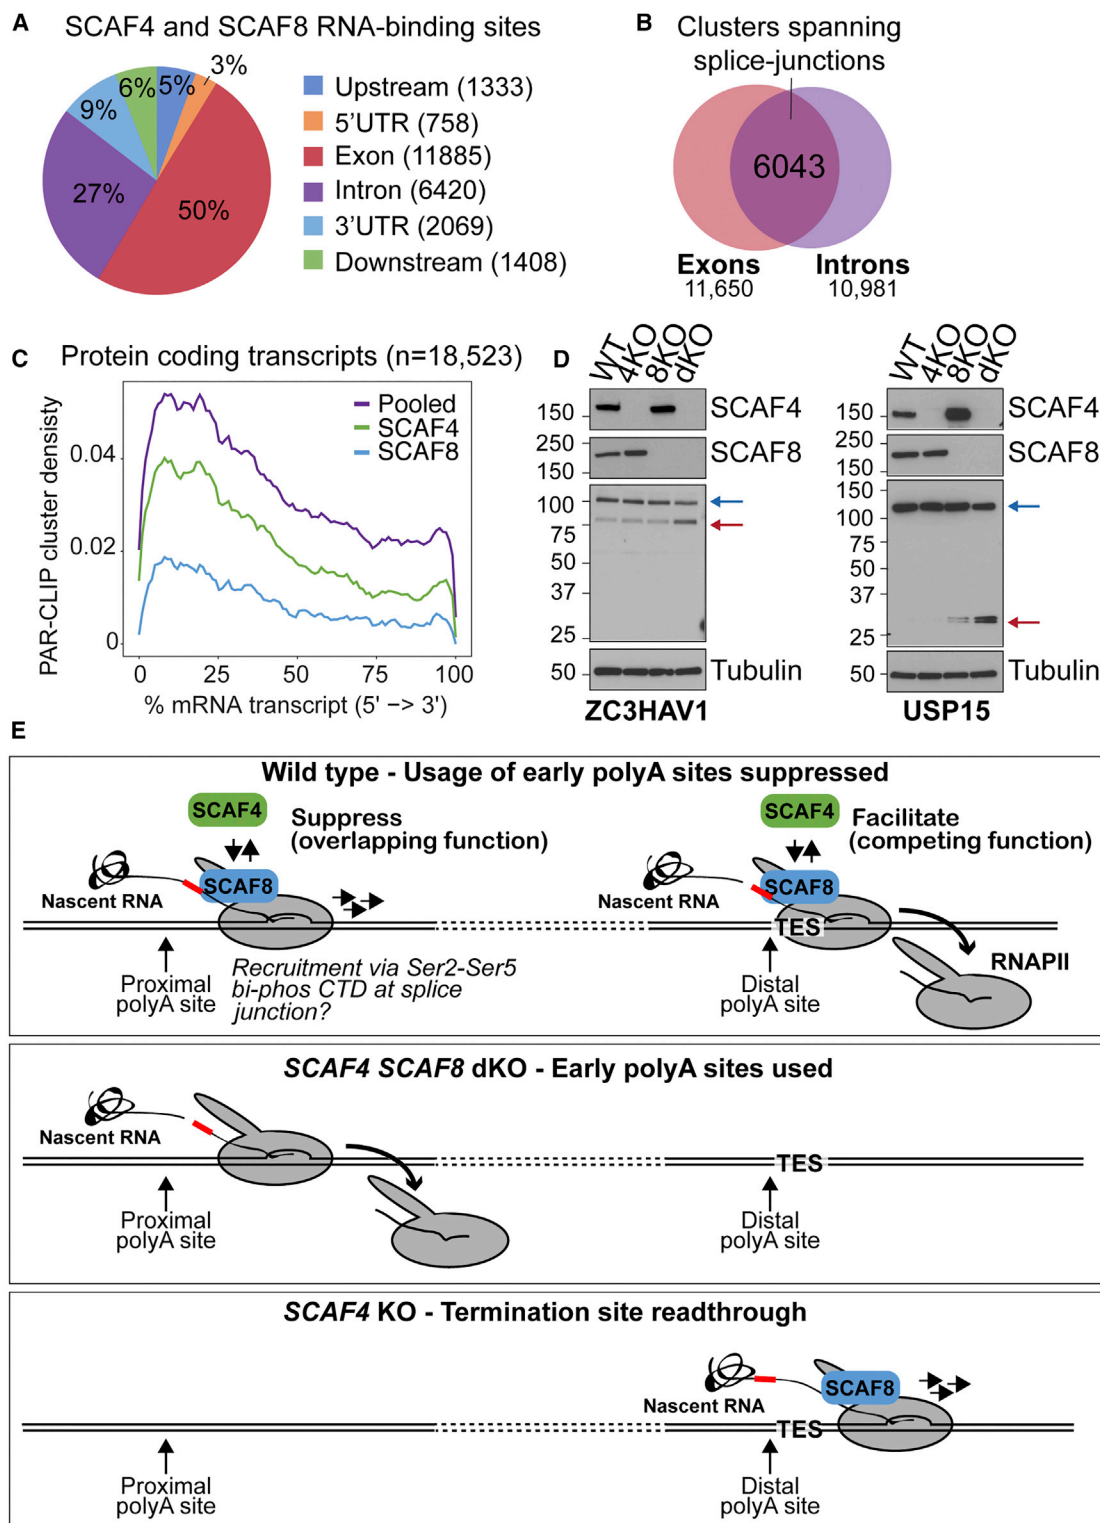 A
SCAF4 and SCAF8 RNA-binding sites
5%
3%
6%
9%
27%
50%
Upstream (1333)
5'UTR (758)
Exon (11885)
Intron (6420)
3'UTR (2069)
Downstream (1408)
B
Clusters spanning
splice-junctions
6043
Exons
11,650
Introns
10,981
C
Protein coding transcripts (n=18,523)
PAR-CLIP cluster densisty
0.04
0.02
0
Pooled
SCAF4
SCAF8
0 25 50 75 100
% mRNA transcript (5' −> 3')
D
WT 4KO 8KO dKO
150 SCAF4
250 SCAF8
150
100
75
50
37
25
50 Tubulin
ZC3HAV1
WT 4KO 8KO dKO
150 SCAF4
250 SCAF8
150
150
100
75
50
37
25
50 Tubulin
USP15
E
Wild type - Usage of early polyA sites suppressed
SCAF4
Suppress
(overlapping function)
SCAF8
Nascent RNA
Proximal
polyA site
Recruitment via Ser2-Ser5
bi-phos CTD at splice
junction?
SCAF4
Facilitate
(competing function)
SCAF8
Nascent RNA
TES
Distal
polyA site
RNAPII
SCAF4 SCAF8 dKO - Early polyA sites used
Nascent RNA
TES
Proximal
polyA site
Distal
polyA site
SCAF4 KO - Termination site readthrough
SCAF8
Nascent RNA
TES
Proximal
polyA site
Distal
polyA site